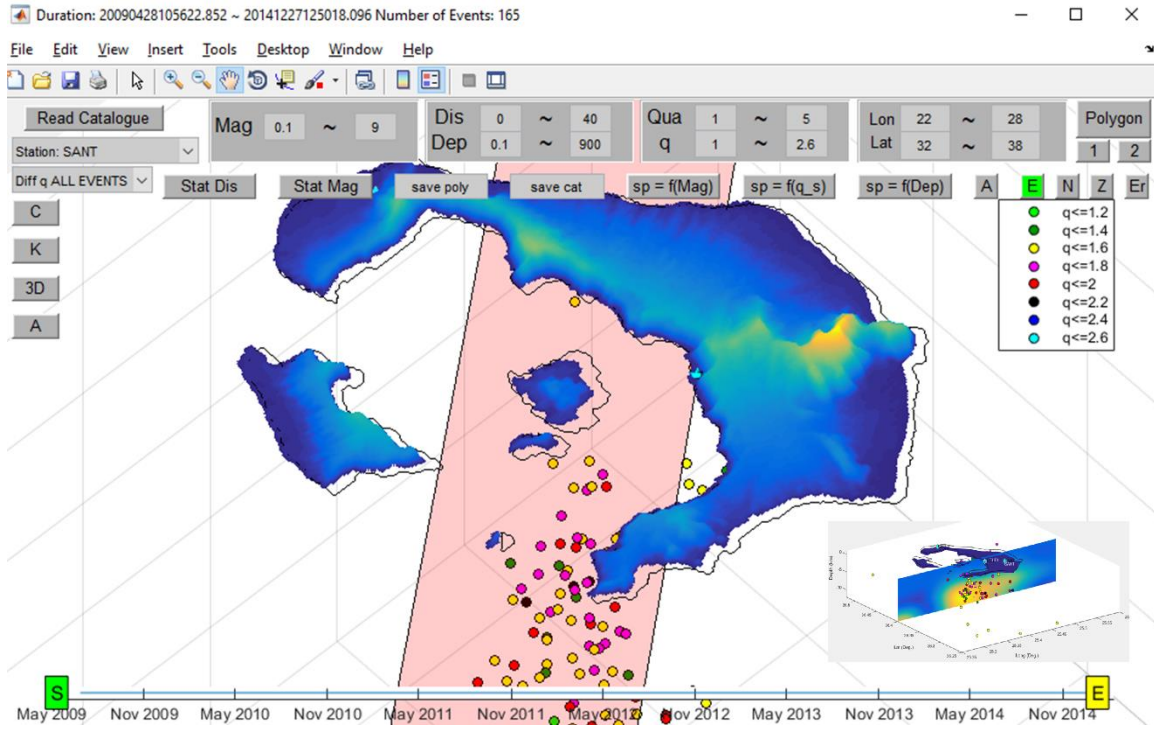 Duration: 20090428105622.852 ~ 20141227125018.096 Number of Events: 165
File Edit View Insert Tools Desktop Window Help
Read Catalogue
Mag 0.1 ~ 9
Dis 0 ~ 40
Dep 0.1 ~ 900
Qua 1 ~ 5
q 1 ~ 2.6
Lon 22 ~ 28
Lat 32 ~ 38
Polygon
1 2
Station: SANT
Diff q ALL EVENTS
Stat Dis Stat Mag save poly save cat sp = f(Mag) sp = f(q_s) sp = f(Dep) A E N Z Er
C
K
3D
A
q<=1.2
q<=1.4
q<=1.6
q<=1.8
q<=2
q<=2.2
q<=2.4
q<=2.6
S E
May 2009 Nov 2009 May 2010 Nov 2010 May 2011 Nov 2011 May 2012 Nov 2012 May 2013 Nov 2013 May 2014 Nov 2014